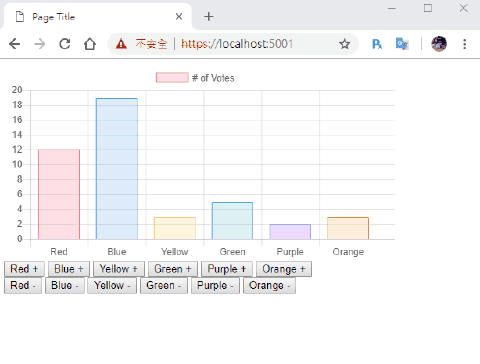 Page Title
不安全 https://localhost:5001
# of Votes
20
18
16
14
12
10
8
6
4
2
0
Red Blue Yellow Green Purple Orange
Red + Blue + Yellow + Green + Purple + Orange +
Red - Blue - Yellow - Green - Purple - Orange -